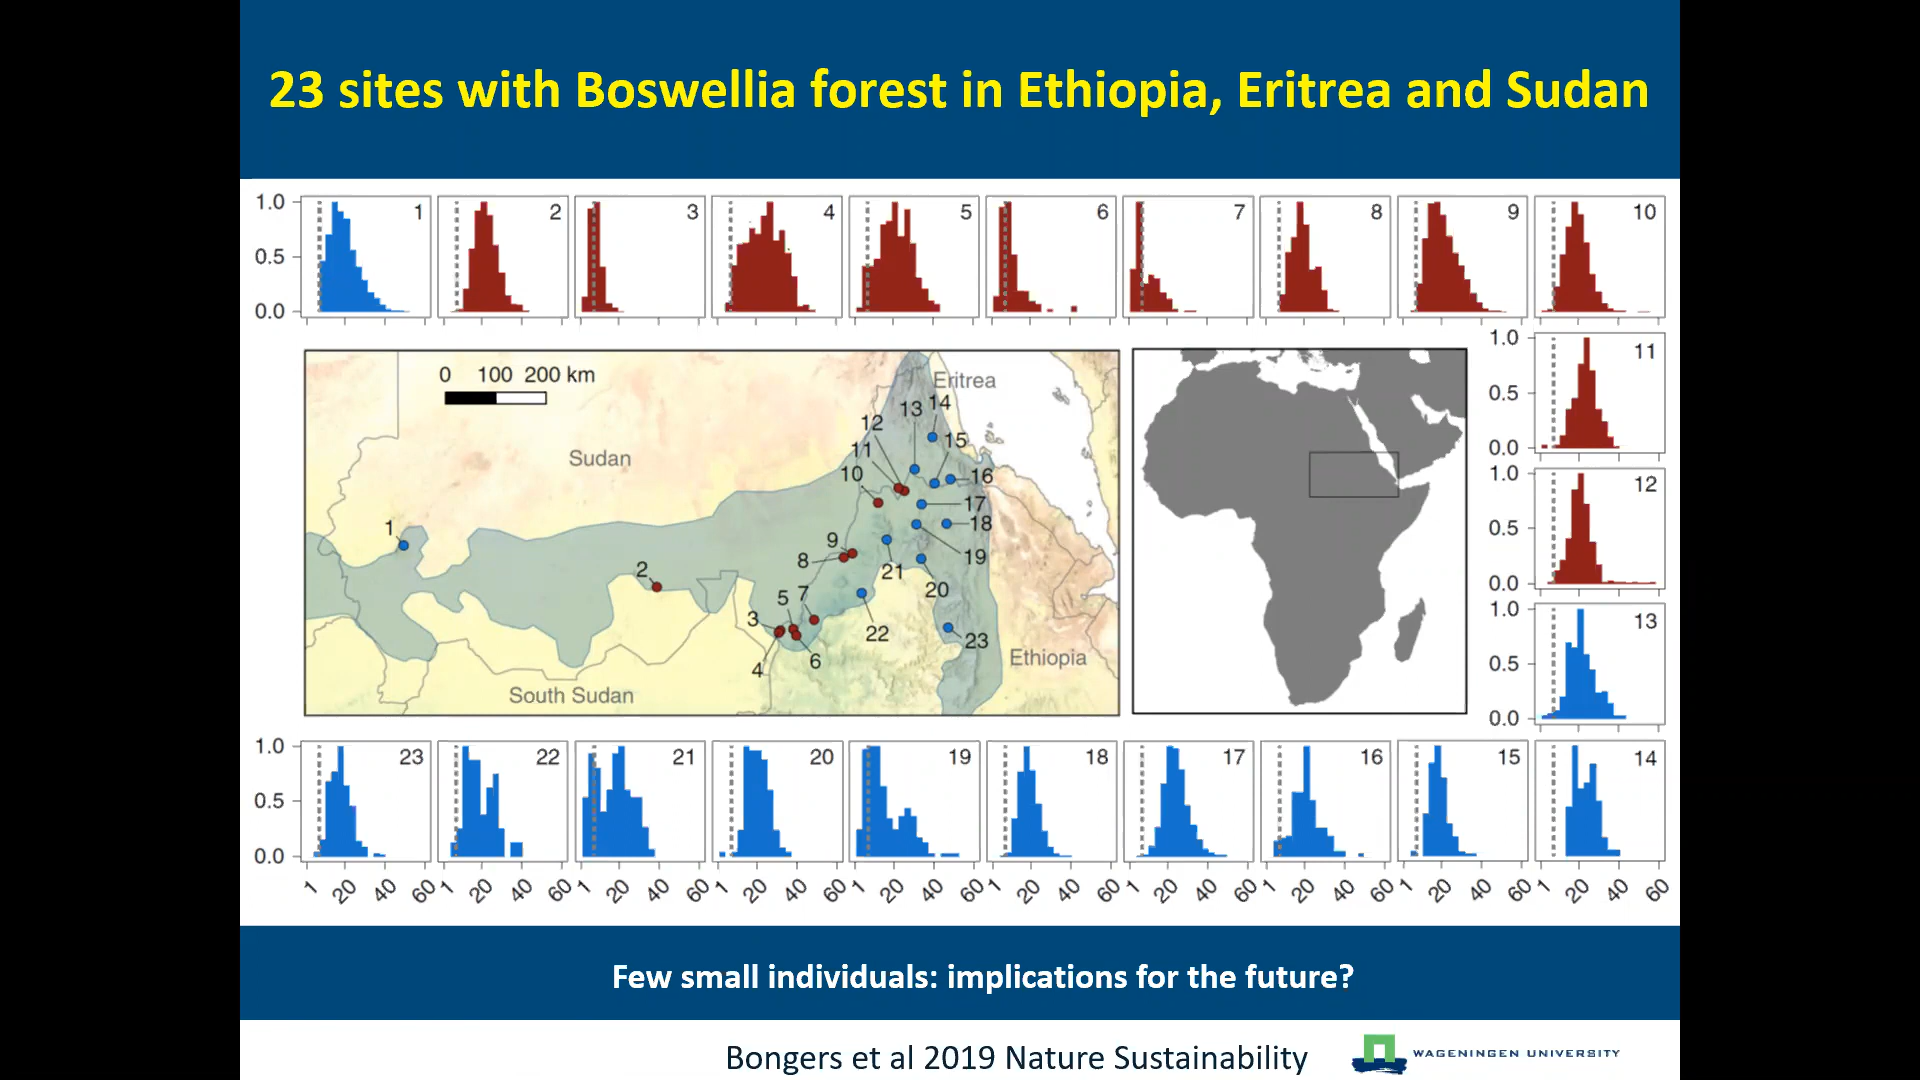 23 sites with Boswellia forest in Ethiopia, Eritrea and Sudan
1.0 0.5 0.0
1 2 3 4 5 6 7 8 9 10
1.0 0.5 0.0 11
1.0 0.5 0.0 12
1.0 0.5 0.0 13
0 100 200 km
Eritrea
Sudan
South Sudan
Ethiopia
1 2 3 4 5 6 7 8 9 10 11 12 13 14 15 16 17 18 19 20 21 22 23
1.0 0.5 0.0
23 22 21 20 19 18 17 16 15 14
1 20 40 60 1 20 40 60 1 20 40 60 1 20 40 60 1 20 40 60 1 20 40 60 1 20 40 60 1 20 40 60 1 20 40 60 1 20 40 60
Few small individuals: implications for the future?
Bongers et al 2019 Nature Sustainability
WAGENINGEN UNIVERSITY